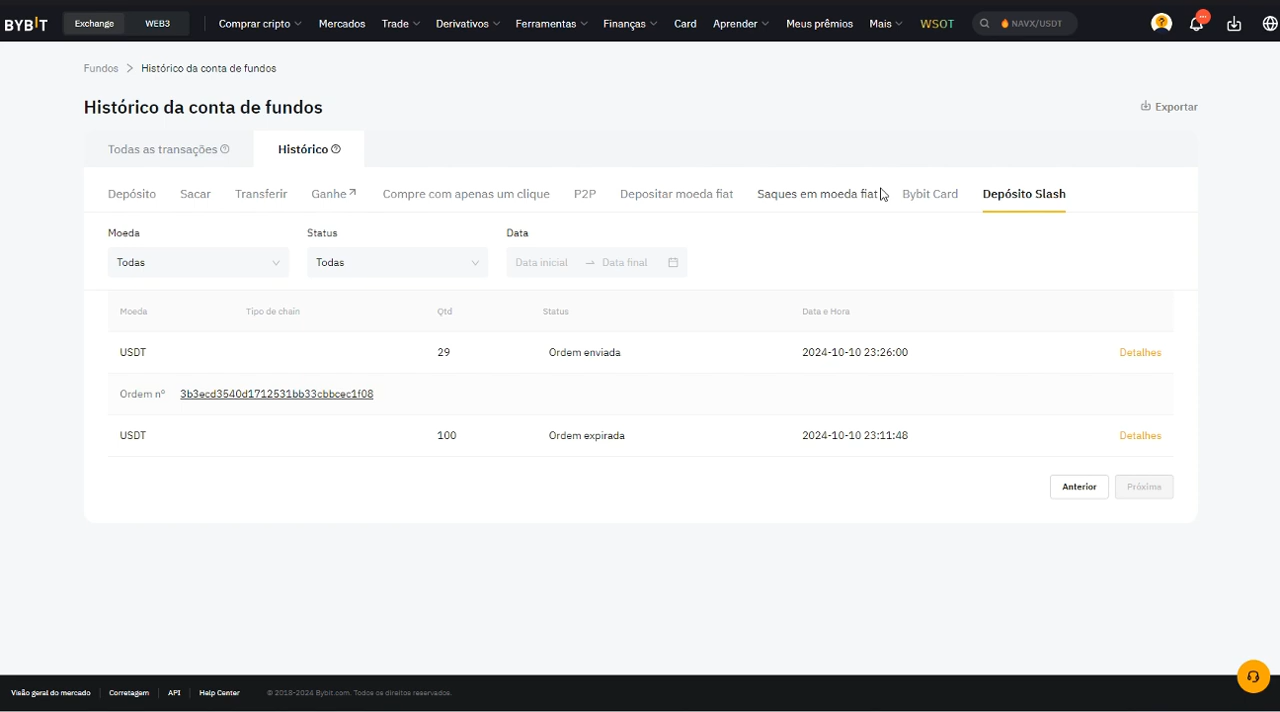 BYBIT Exchange WEB3 Comprar cripto Mercados Trade Derivativos Ferramentas Finanças Card Aprender Meus prêmios Mais WSOT NAVX/USDT
Fundos > Histórico da conta de fundos
Histórico da conta de fundos
Exportar
Todas as transações Histórico
Depósito Sacar Transferir Ganhe Compre com apenas um clique P2P Depositar moeda fiat Saques em moeda fiat Bybit Card Depósito Slash
Moeda Status Data
Todas Todas Data inicial → Data final
Moeda Tipo de chain Qtd Status Data e Hora
USDT 29 Ordem enviada 2024-10-10 23:26:00 Detalhes
Ordem nº 3b3ecd3540d1712531bb33cbbcec1f08
USDT 100 Ordem expirada 2024-10-10 23:11:48 Detalhes
Anterior Próxima
Visão geral do mercado Corretagem API Help Center © 2018-2024 Bybit.com. Todos os direitos reservados.